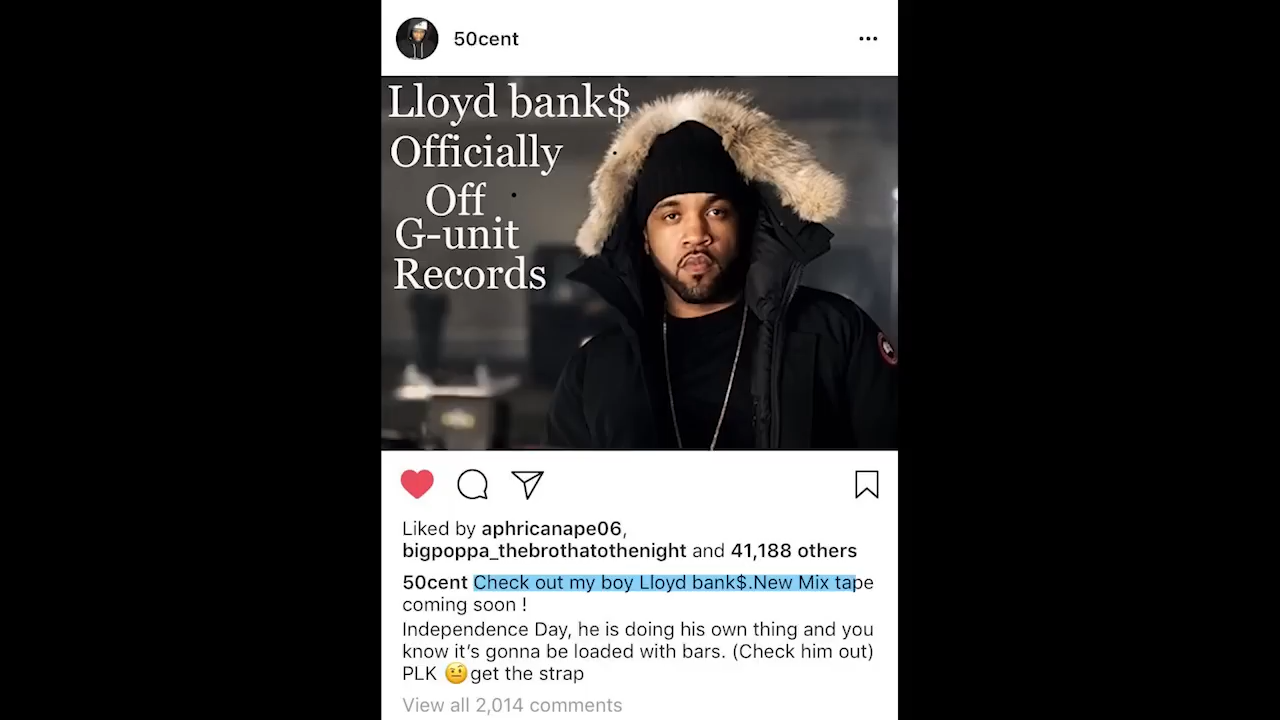 50cent
Lloyd bank$
Officially
Off
G-unit
Records
Liked by aphricanape06,
bigpoppa_thebrothatothenight and 41,188 others
50cent Check out my boy Lloyd bank$.New Mix tape
coming soon !
Independence Day, he is doing his own thing and you
know it’s gonna be loaded with bars. (Check him out)
PLK 🤨get the strap
View all 2,014 comments